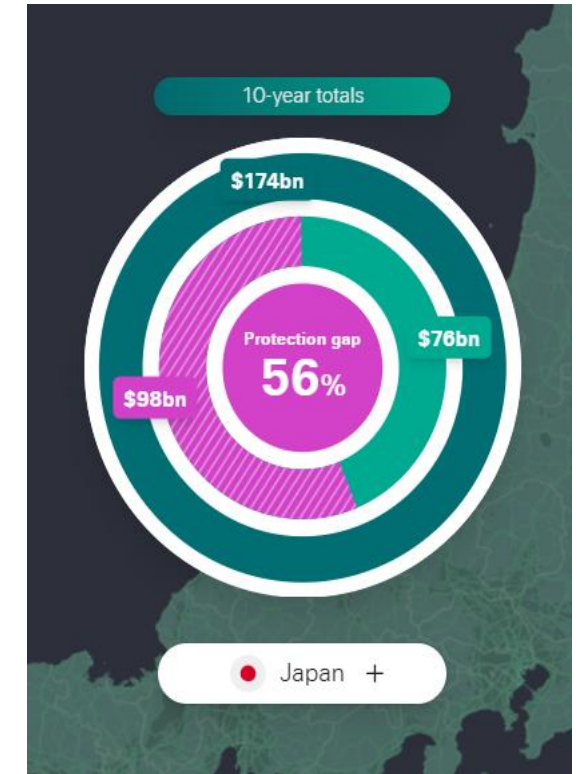 10-year totals
$174bn
Protection gap
56%
$76bn
$98bn
Japan +